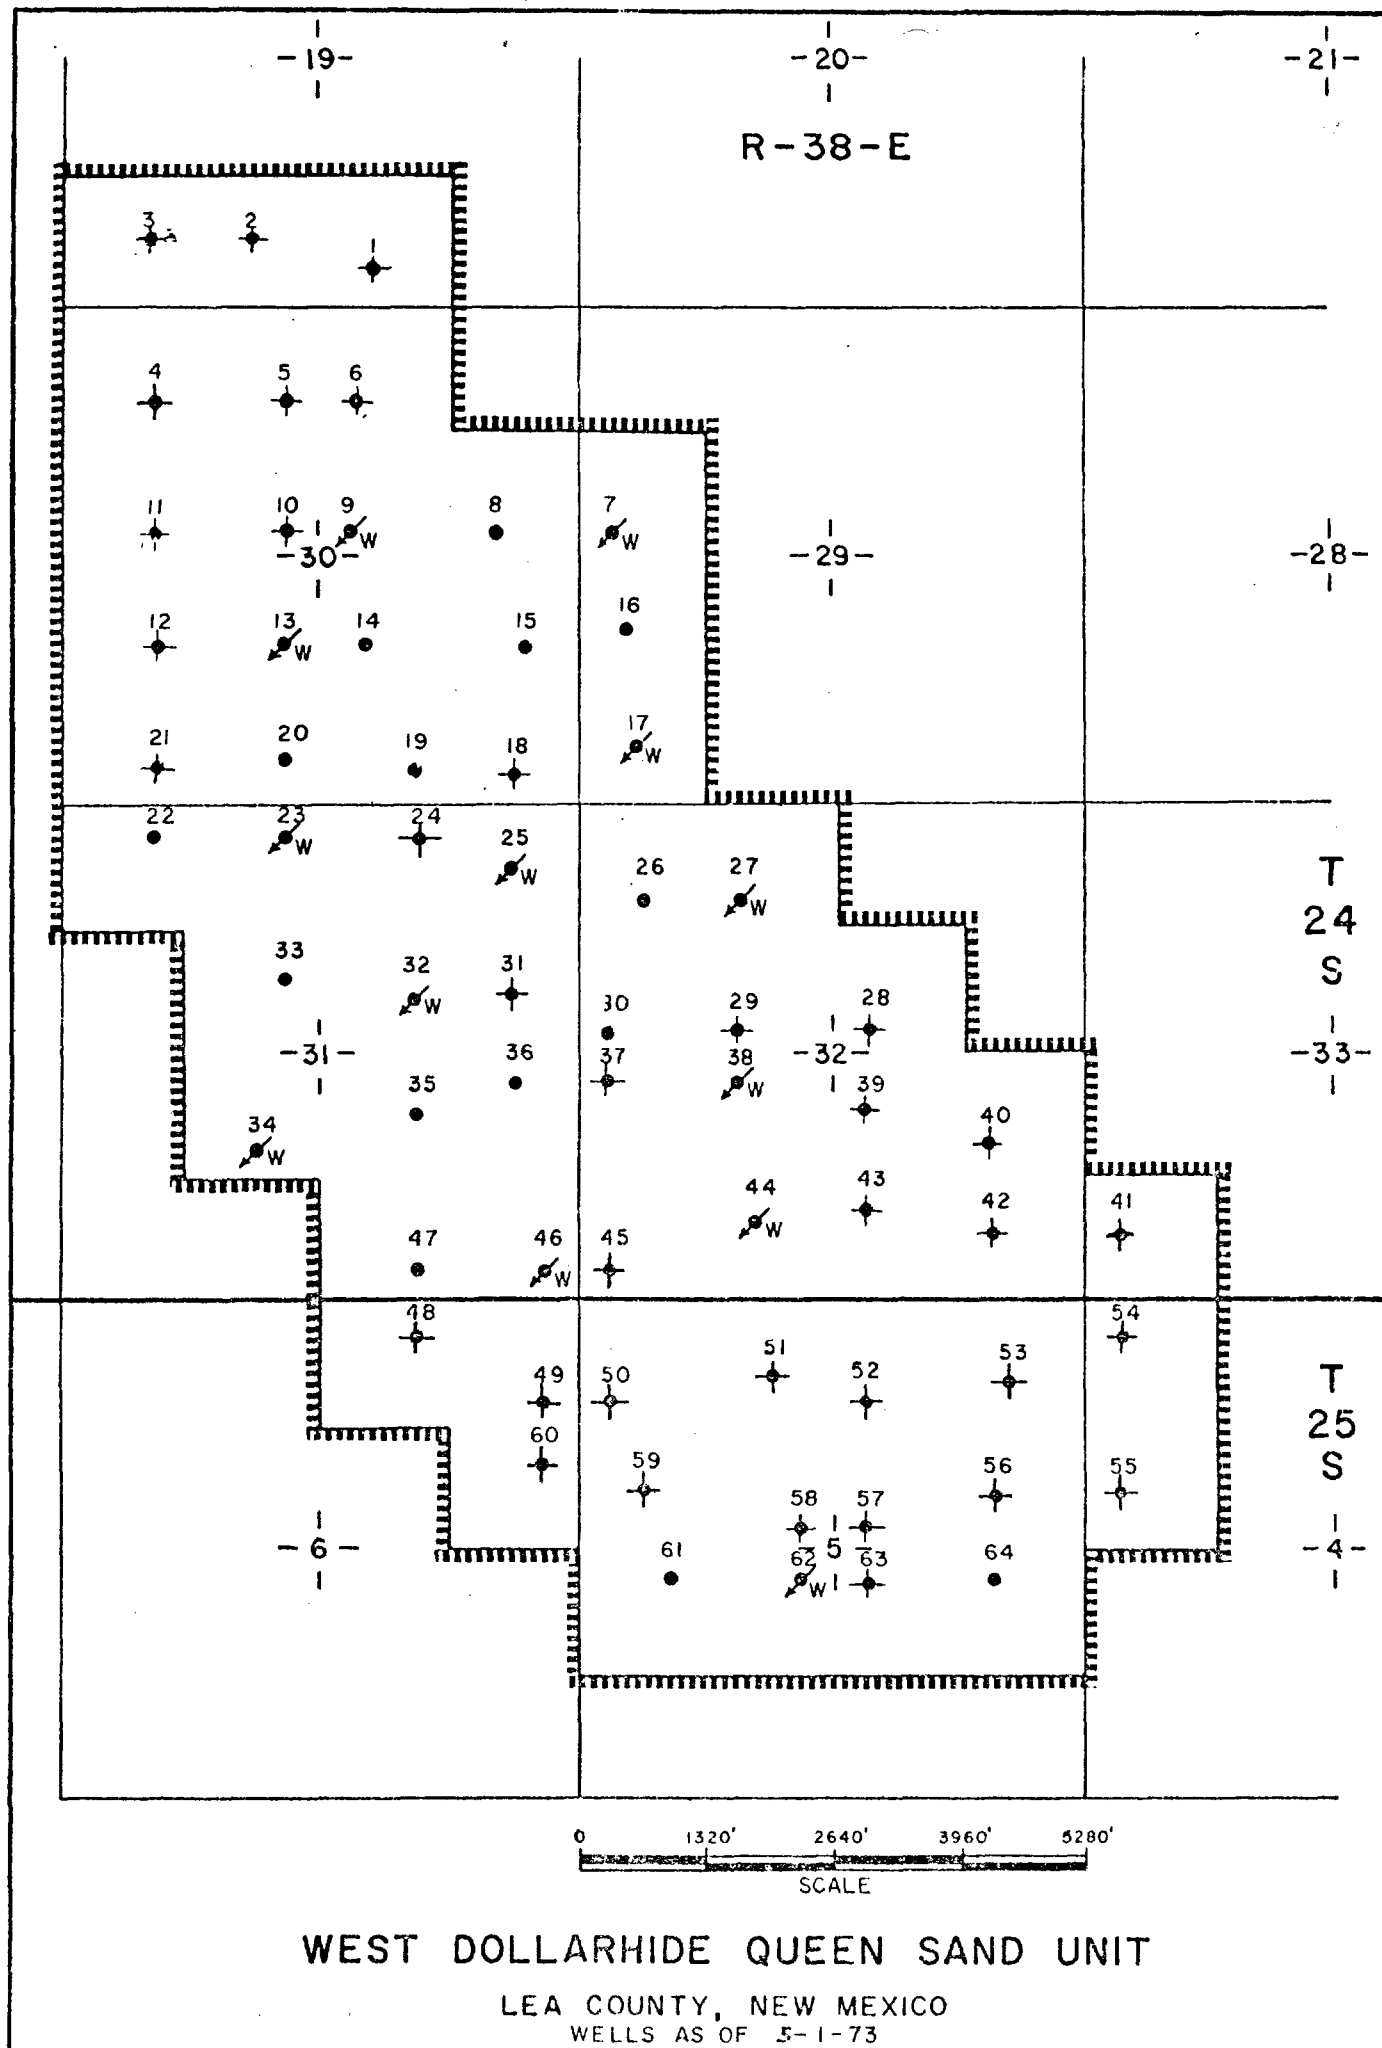 -19- -20- -21-
R-38-E
3 2 1
4 5 6
11 10 9 8 7
W W
-30- -29- -28-
12 13 14 15 16
W
21 20 19 18 17
W
22 23 24 25 26 27
W W W
T
24
S
33 32 31 30 29 28
W
-31- -32- -33-
36 37 38 39
W
35 40
34
W
44 43 42 41
W
47 46 45
W
48 54
49 50 51 52 53
T
25
S
60 59 56 55
58 57
-6- 5 -4-
61 62 63 64
W
0 1320' 2640' 3960' 5280'
SCALE
WEST DOLLARHIDE QUEEN SAND UNIT
LEA COUNTY, NEW MEXICO
WELLS AS OF 5-1-73